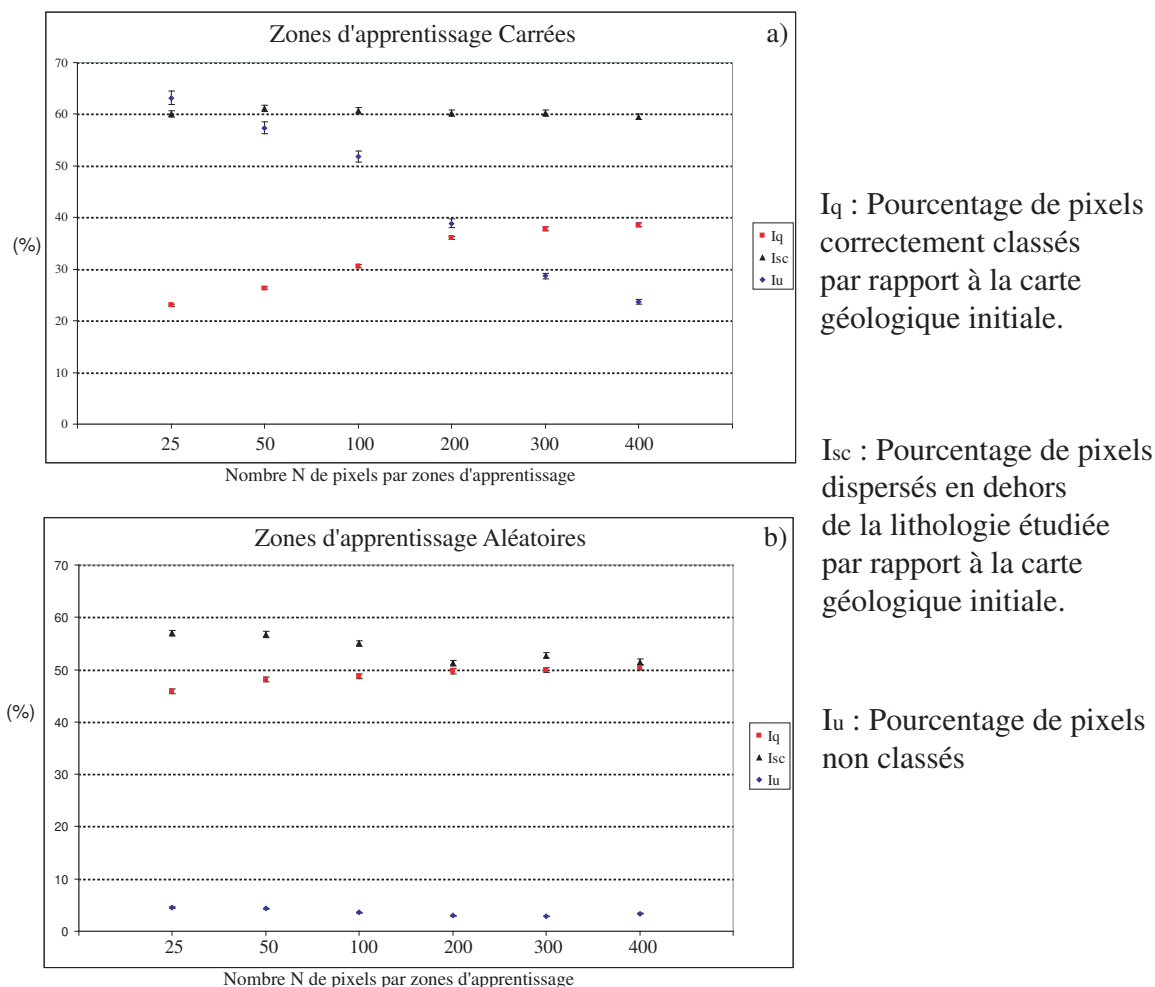 Zones d'apprentissage Carrées
a)
70
60
50
40
30
20
10
0
(%)
Iq
Isc
Iu
25 50 100 200 300 400
Nombre N de pixels par zones d'apprentissage
Zones d'apprentissage Aléatoires
b)
70
60
50
40
30
20
10
0
(%)
Iq
Isc
Iu
25 50 100 200 300 400
Nombre N de pixels par zones d'apprentissage
Iq : Pourcentage de pixels
correctement classés
par rapport à la carte
géologique initiale.
Isc : Pourcentage de pixels
dispersés en dehors
de la lithologie étudiée
par rapport à la carte
géologique initiale.
Iu : Pourcentage de pixels
non classés